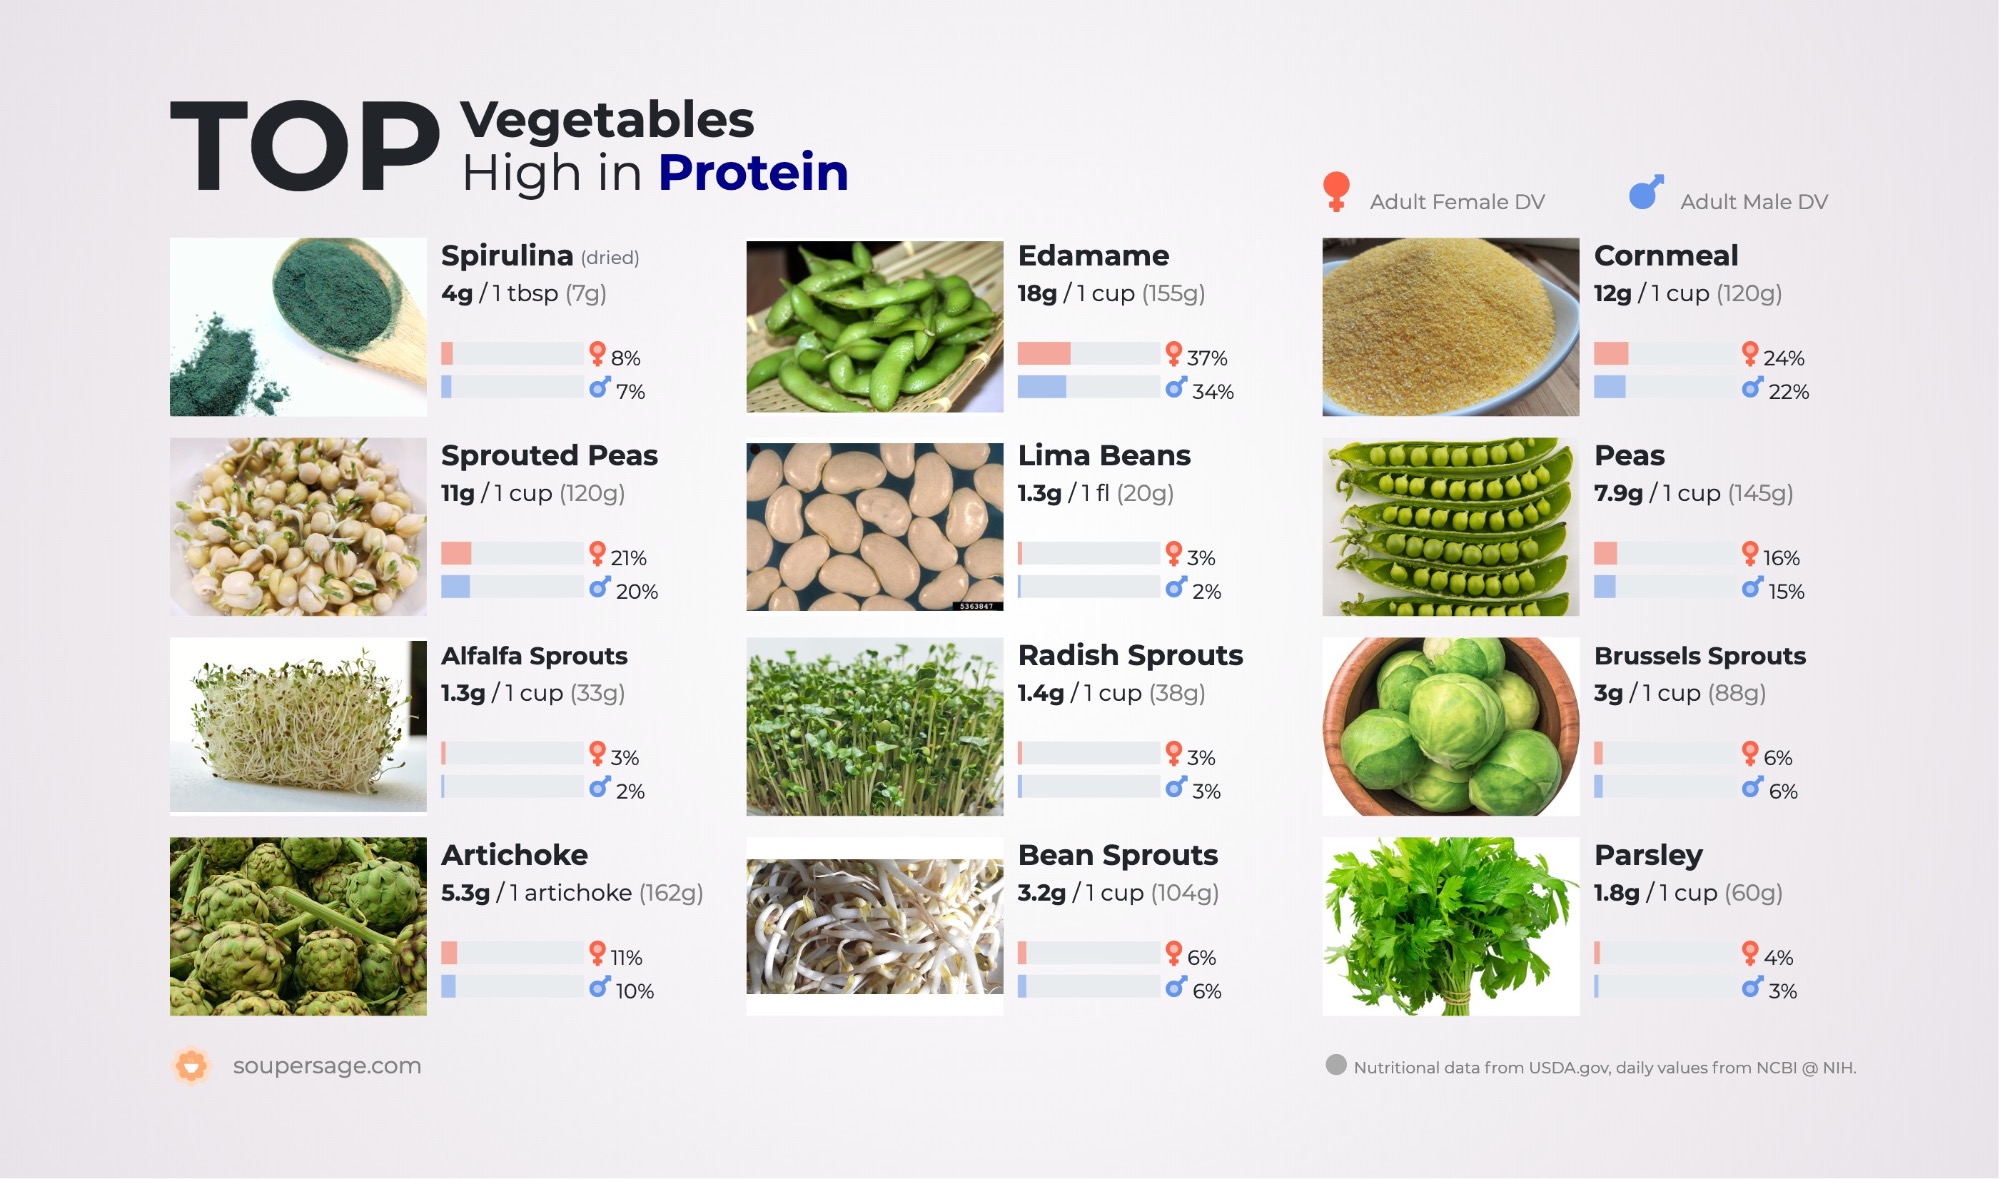 TOP Vegetables
High in Protein
Adult Female DV
Adult Male DV
Spirulina (dried)
4g / 1 tbsp (7g)
8%
7%
Edamame
18g / 1 cup (155g)
37%
34%
Cornmeal
12g / 1 cup (120g)
24%
22%
Sprouted Peas
11g / 1 cup (120g)
21%
20%
Lima Beans
1.3g / 1 fl (20g)
3%
2%
5363847
Peas
7.9g / 1 cup (145g)
16%
15%
Alfalfa Sprouts
1.3g / 1 cup (33g)
3%
2%
Radish Sprouts
1.4g / 1 cup (38g)
3%
3%
Brussels Sprouts
3g / 1 cup (88g)
6%
6%
Artichoke
5.3g / 1 artichoke (162g)
11%
10%
Bean Sprouts
3.2g / 1 cup (104g)
6%
6%
Parsley
1.8g / 1 cup (60g)
4%
3%
soupersage.com
Nutritional data from USDA.gov, daily values from NCBI @ NIH.